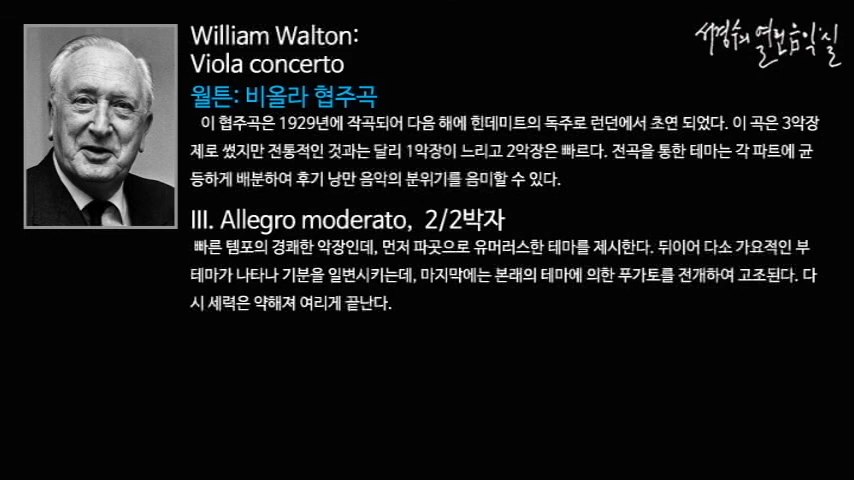 William Walton:
서경수의 열린음악실
Viola concerto
월튼: 비올라 협주곡
이 협주곡은 1929년에 작곡되어 다음 해에 힌데미트의 독주로 런던에서 초연 되었다. 이 곡은 3악장
제로 썼지만 전통적인 것과는 달리 1악장이 느리고 2악장은 빠르다. 전곡을 통한 테마는 각 파트에 균
등하게 배분하여 후기 낭만 음악의 분위기를 음미할 수 있다.
III. Allegro moderato, 2/2박자
빠른 템포의 경쾌한 악장인데, 먼저 파곳으로 유머러스한 테마를 제시한다. 뒤이어 다소 가요적인 부
테마가 나타나 기분을 일변시키는데, 마지막에는 본래의 테마에 의한 푸가토를 전개하여 고조된다. 다
시 세력은 약해져 여리게 끝난다.